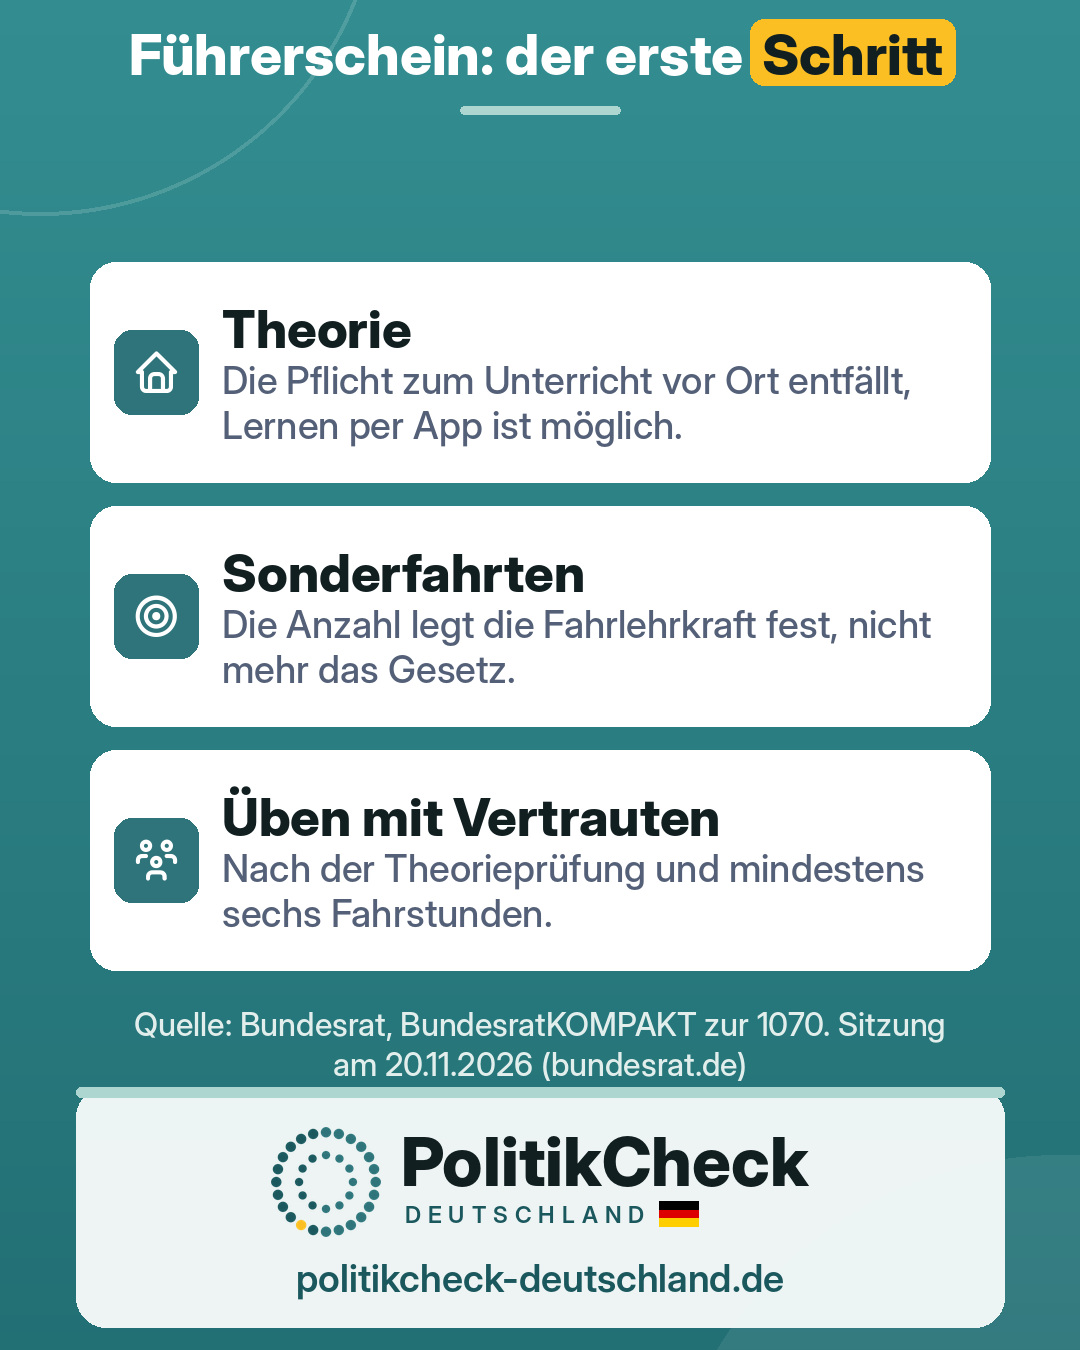 Führerschein: der erste Schritt
Theorie
Die Pflicht zum Unterricht vor Ort entfällt,
Lernen per App ist möglich.
Sonderfahrten
Die Anzahl legt die Fahrlehrkraft fest, nicht
mehr das Gesetz.
Üben mit Vertrauten
Nach der Theorieprüfung und mindestens
sechs Fahrstunden.
Quelle: Bundesrat, BundesratKOMPAKT zur 1070. Sitzung
am 20.11.2026 (bundesrat.de)
PolitikCheck
DEUTSCHLAND
politikcheck-deutschland.de